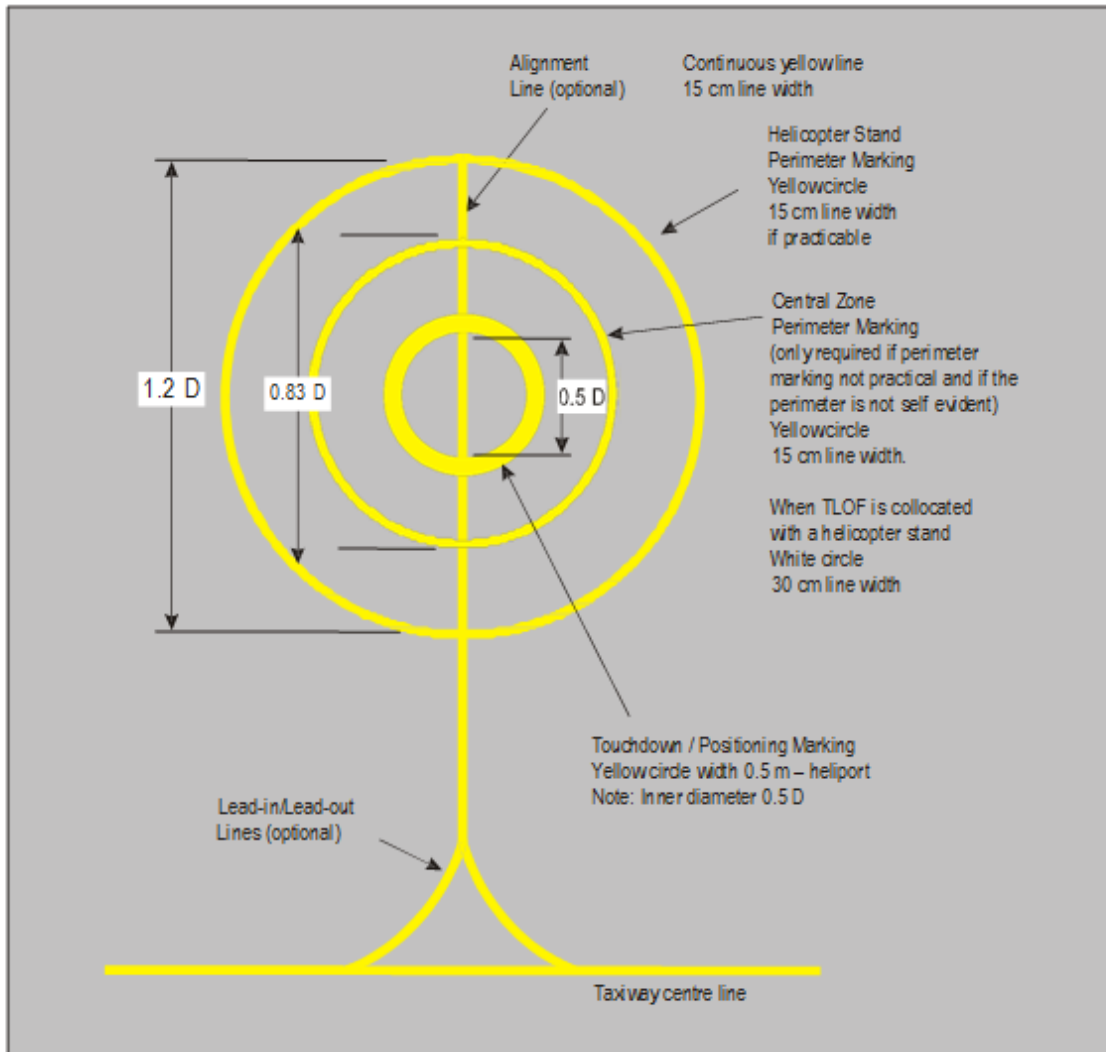 Alignment
Line (optional)
Continuous yellow line
15 cm line width
Helicopter Stand
Perimeter Marking
Yellow circle
15 cm line width
if practicable
Central Zone
Perimeter Marking
(only required if perimeter
marking not practical and if the
perimeter is not self evident)
Yellow circle
15 cm line width.
When TLOF is collocated
with a helicopter stand
White circle
30 cm line width
1.2 D
0.83 D
0.5 D
Touchdown / Positioning Marking
Yellow circle width 0.5 m – heliport
Note: Inner diameter 0.5 D
Lead-in/Lead-out
Lines (optional)
Taxiway centre line